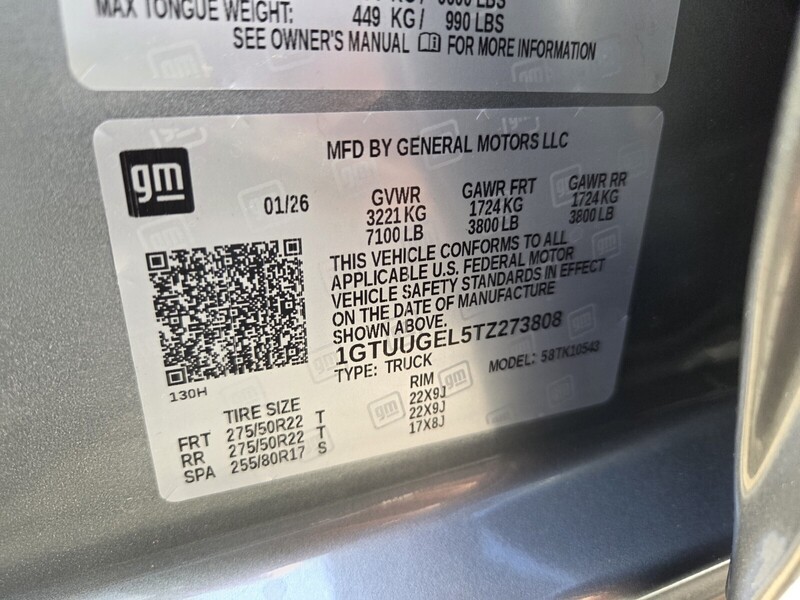 MAX TONGUE WEIGHT: 449 KG / 990 LBS
SEE OWNER'S MANUAL FOR MORE INFORMATION
MFD BY GENERAL MOTORS LLC
gm
01/26
GVWR GAWR FRT GAWR RR
3221 KG 1724 KG 1724 KG
7100 LB 3800 LB 3800 LB
THIS VEHICLE CONFORMS TO ALL
APPLICABLE U.S. FEDERAL MOTOR
VEHICLE SAFETY STANDARDS IN EFFECT
ON THE DATE OF MANUFACTURE
SHOWN ABOVE.
1GTUUGEL5TZ273808
TYPE: TRUCK MODEL: 58TK10543
130H
TIRE SIZE RIM
FRT 275/50R22 T 22X9J
RR 275/50R22 T 22X9J
SPA 255/80R17 S 17X8J